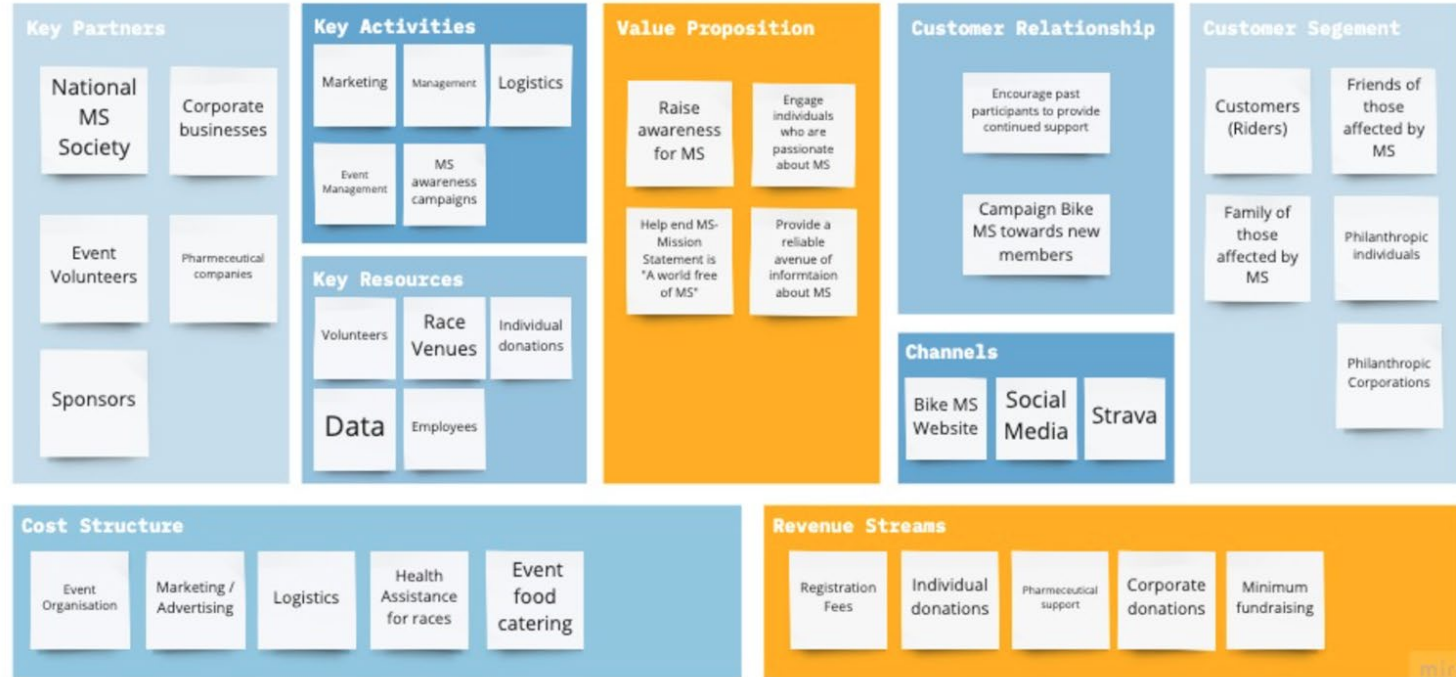 Key Partners
National
MS
Society
Corporate
businesses
Event
Volunteers
Pharmeceutical
companies
Sponsors
Key Activities
Marketing
Management
Logistics
Event
Management
MS
awareness
campaigns
Key Resources
Volunteers
Race
Venues
Individual
donations
Data
Employees
Value Proposition
Raise
awareness
for MS
Engage
individuals
who are
passionate
about MS
Help end MS-
Mission
Statement is
"A world free
of MS"
Provide a
reliable
avenue of
informtaion
about MS
Customer Relationship
Encourage past
participants to provide
continued support
Campaign Bike
MS towards new
members
Channels
Bike MS
Website
Social
Media
Strava
Customer Segement
Customers
(Riders)
Friends of
those
affected by
MS
Family of
those
affected by
MS
Philanthropic
individuals
Philanthropic
Corporations
Cost Structure
Event
Organisation
Marketing /
Advertising
Logistics
Health
Assistance
for races
Event
food
catering
Revenue Streams
Registration
Fees
Individual
donations
Pharmeceutical
support
Corporate
donations
Minimum
fundraising